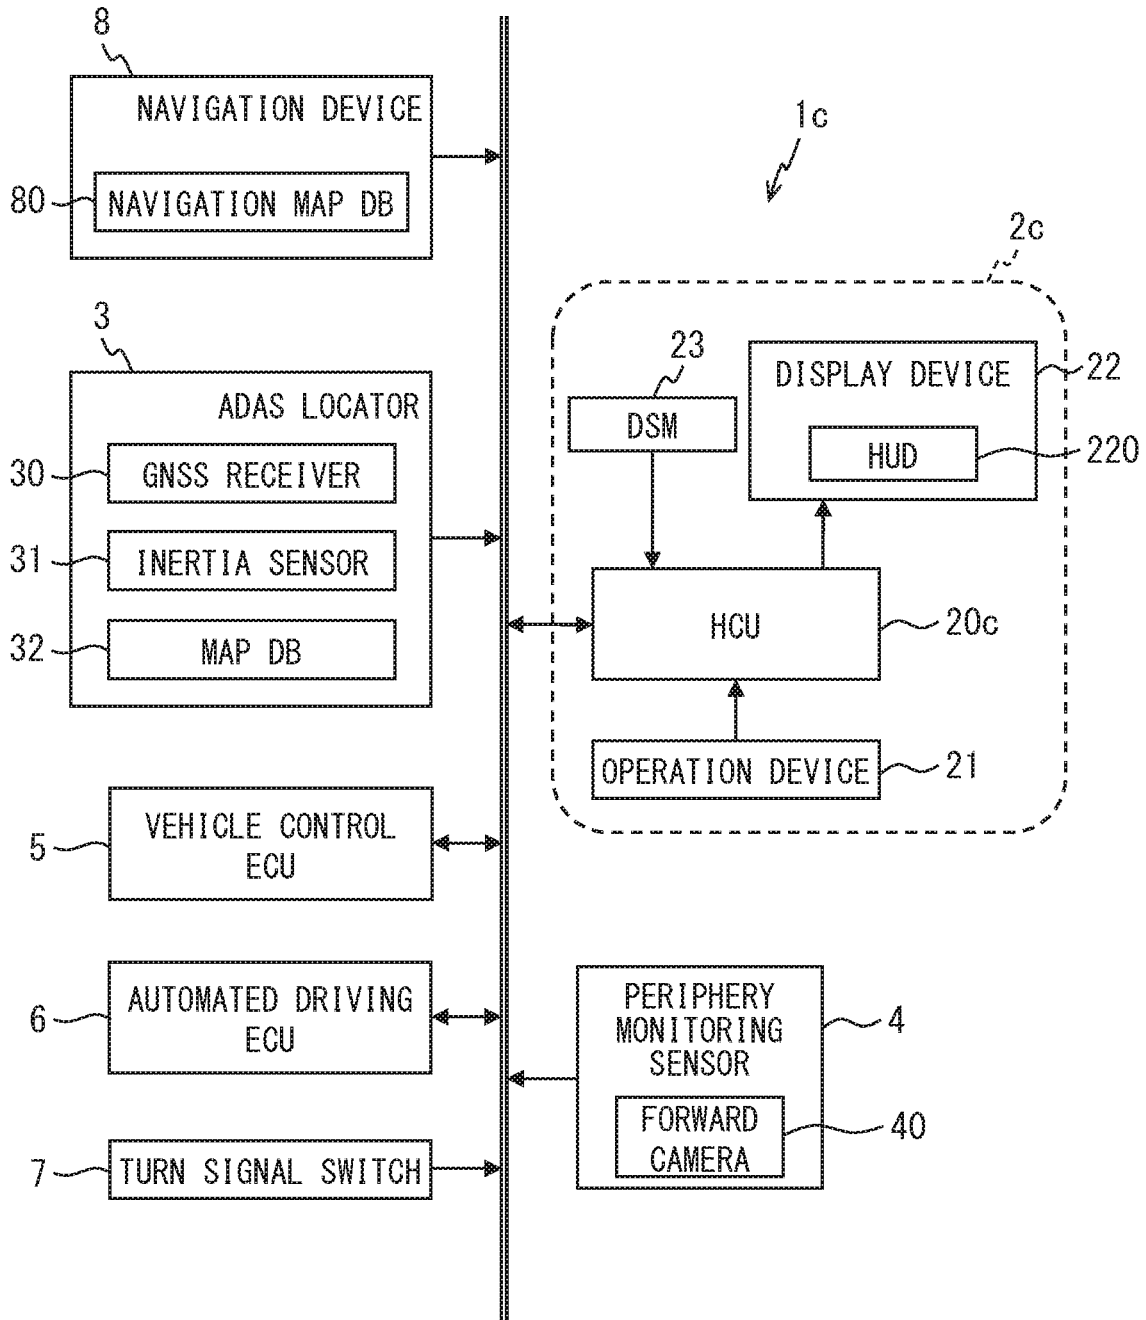 8
NAVIGATION DEVICE
80
NAVIGATION MAP DB
1c
2c
3
ADAS LOCATOR
30
GNSS RECEIVER
31
INERTIA SENSOR
32
MAP DB
23
DSM
DISPLAY DEVICE
22
HUD
220
HCU
20c
OPERATION DEVICE
21
5
VEHICLE CONTROL
ECU
6
AUTOMATED DRIVING
ECU
7
TURN SIGNAL SWITCH
PERIPHERY
MONITORING
SENSOR
4
FORWARD
CAMERA
40